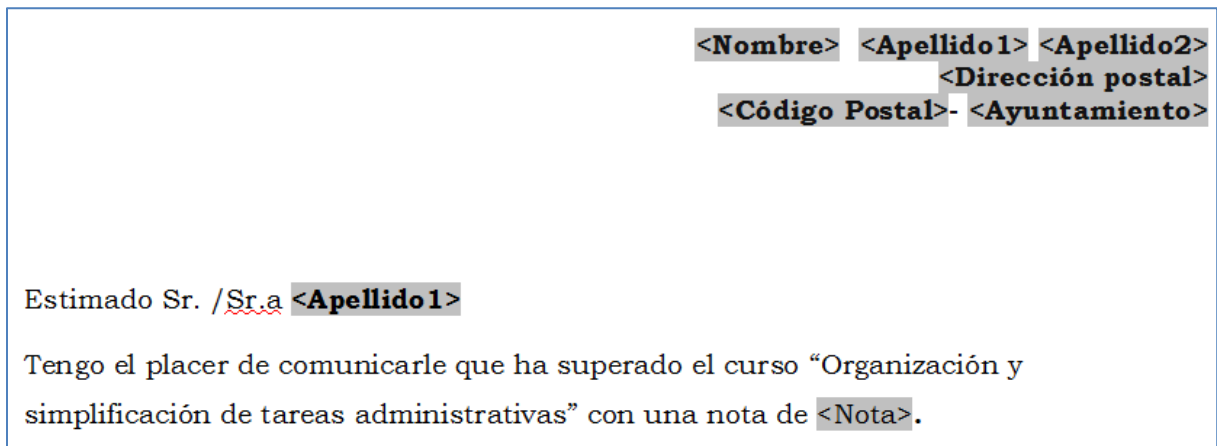 <Nombre> <Apellido1> <Apellido2>
<Dirección postal>
<Código Postal>- <Ayuntamiento>
Estimado Sr. /Sr.a <Apellido1>
Tengo el placer de comunicarle que ha superado el curso “Organización y
simplificación de tareas administrativas” con una nota de <Nota>.